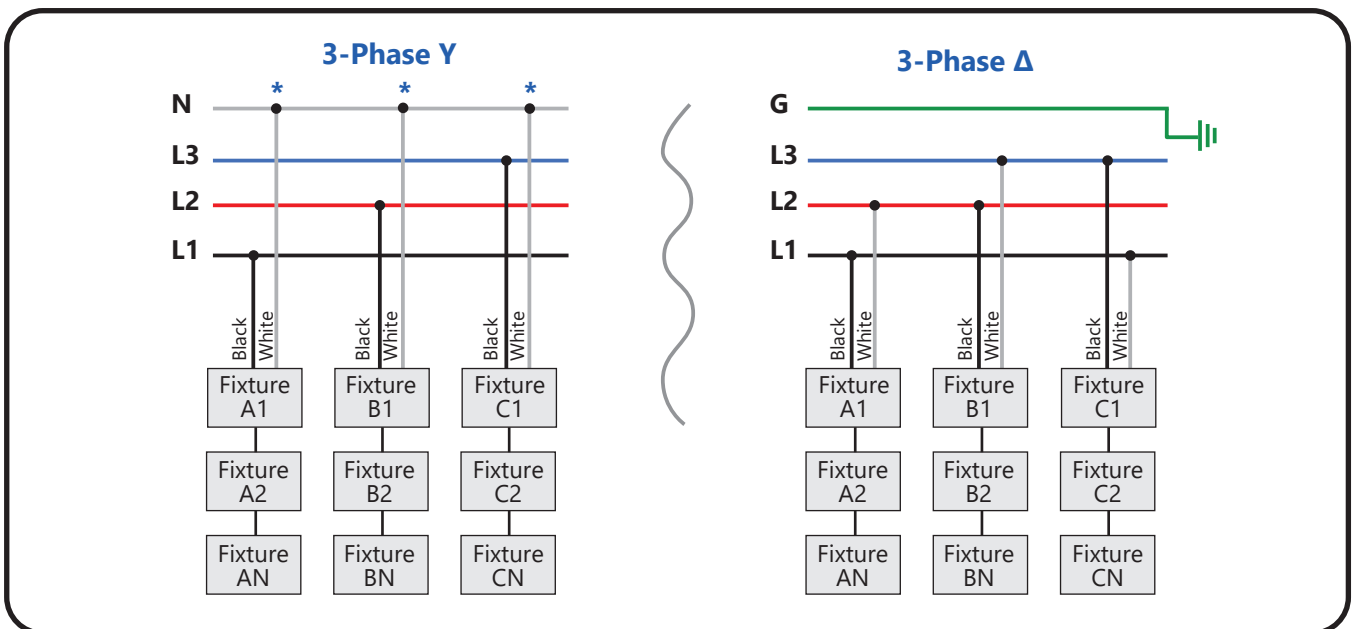 3-Phase Y
* * *
N
L3
L2
L1
Black White Black White Black White
Fixture A1
Fixture B1
Fixture C1
Fixture A2
Fixture B2
Fixture C2
Fixture AN
Fixture BN
Fixture CN
3-Phase Δ
G
L3
L2
L1
Black White Black White Black White
Fixture A1
Fixture B1
Fixture C1
Fixture A2
Fixture B2
Fixture C2
Fixture AN
Fixture BN
Fixture CN